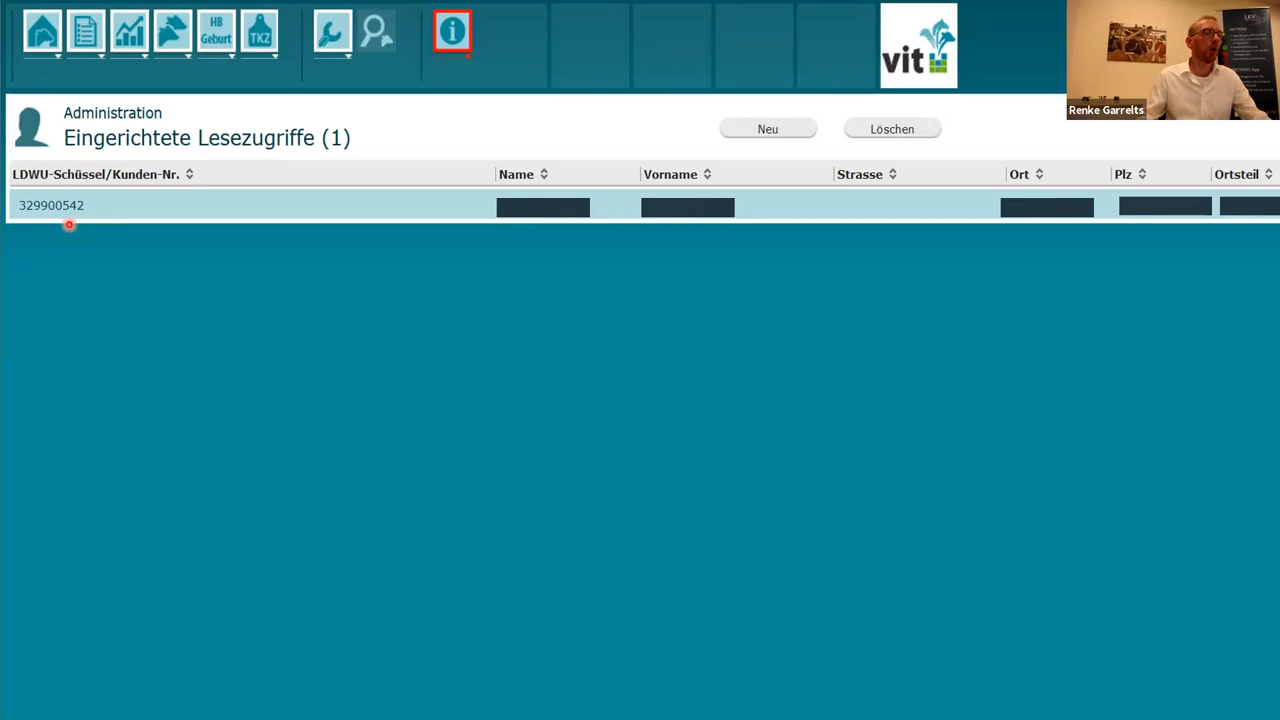 HB
Geburt
TKZ
vit
LKV
Renke Garrelts
Administration
Eingerichtete Lesezugriffe (1)
Neu
Löschen
LDWU-Schüssel/Kunden-Nr.
Name
Vorname
Strasse
Ort
Plz
Ortsteil
329900542